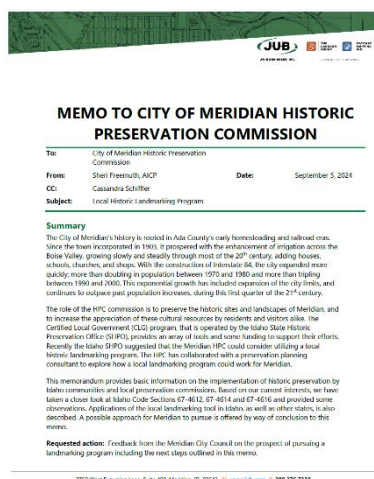 JUB
J-U-B ENGINEERS, INC.
THE
LANGDON
GROUP
GATEWAY
MAPPING
INC.
MEMO TO CITY OF MERIDIAN HISTORIC
PRESERVATION COMMISSION
To: City of Meridian Historic Preservation
Commission
From: Sheri Freemuth, AICP Date: September 5, 2024
CC: Cassandra Schiffler
Subject: Local Historic Landmarking Program
Summary
The City of Meridian's history is rooted in Ada County's early homesteading and railroad eras.
Since the town incorporated in 1903, it prospered with the enhancement of irrigation across the
Boise Valley, growing slowly and steadily through most of the 20th century, adding houses,
schools, churches, and shops. With the construction of Interstate 84, the city expanded more
quickly; more than doubling in population between 1970 and 1980 and more than tripling
between 1990 and 2000. This exponential growth has included expansion of the city limits, and
continues to outpace past population increases, during this first quarter of the 21st century.
The role of the HPC commission is to preserve the historic sites and landscapes of Meridian, and
to increase the appreciation of these cultural resources by residents and visitors alike. The
Certified Local Government (CLG) program, that is operated by the Idaho State Historic
Preservation Office (SHPO), provides an array of tools and some funding to support their efforts.
Recently the Idaho SHPO suggested that the Meridian HPC could consider utilizing a local
historic landmarking program. The HPC has collaborated with a preservation planning
consultant to explore how a local landmarking program could work for Meridian.
This memorandum provides basic information on the implementation of historic preservation by
Idaho communities and local preservation commissions. Based on our current interests, we have
taken a closer look at Idaho Code Sections 67-4612, 67-4614 and 67-4616 and provided some
observations. Applications of the local landmarking tool in Idaho, as well as other states, is also
described. A possible approach for Meridian to pursue is offered by way of conclusion to this
memo.
Requested action: Feedback from the Meridian City Council on the prospect of pursuing a
landmarking program including the next steps outlined in this memo.